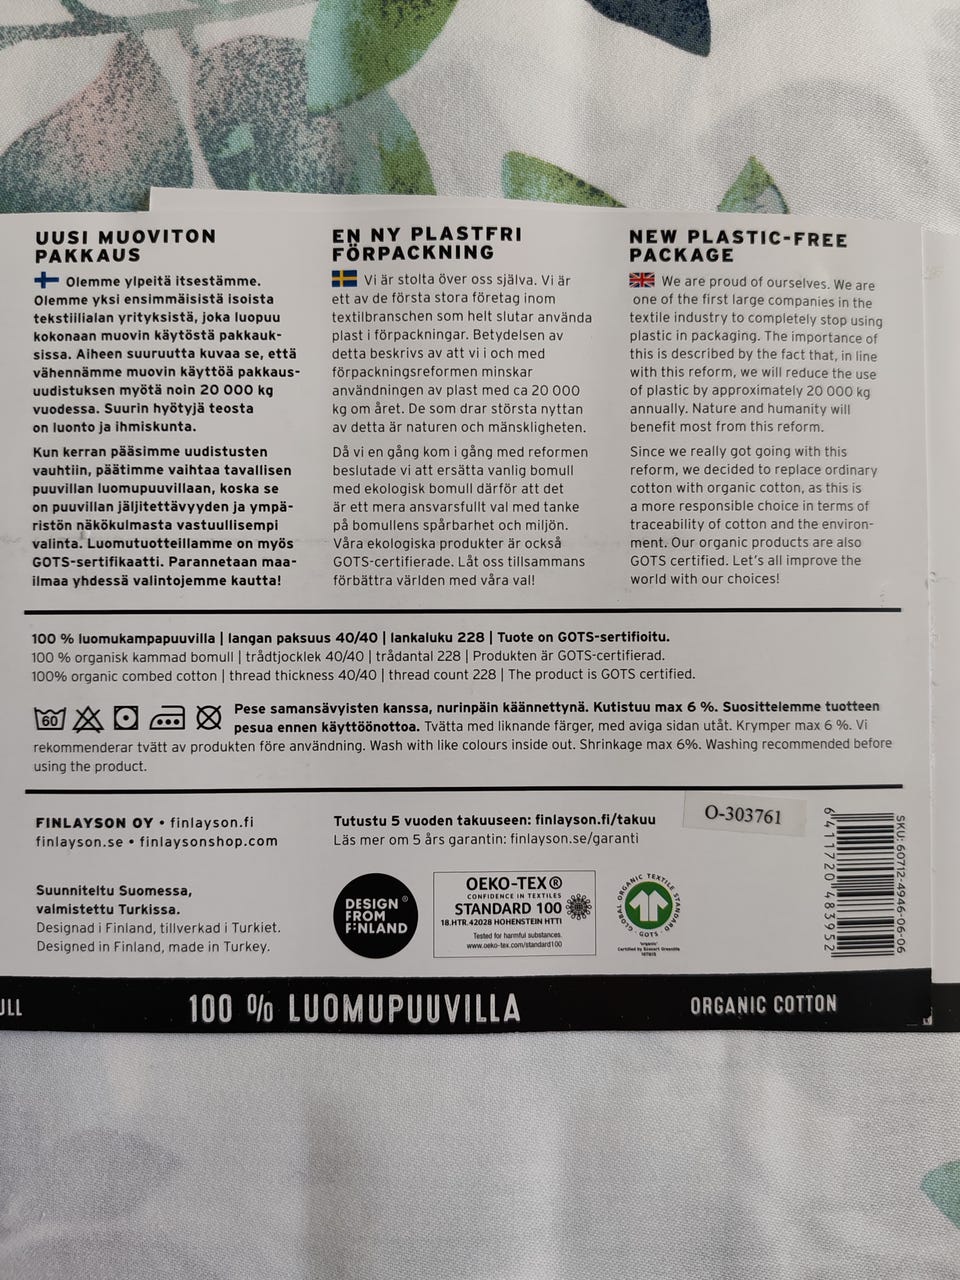 UUSI MUOVITON
PAKKAUS
Olemme ylpeitä itsestämme.
Olemme yksi ensimmäisistä isoista
tekstiilialan yrityksistä, joka luopuu
kokonaan muovin käytöstä pakkauk-
sissa. Aiheen suuruutta kuvaa se, että
vähennämme muovin käyttöä pakkaus-
uudistuksen myötä noin 20 000 kg
vuodessa. Suurin hyötyjä teosta
on luonto ja ihmiskunta.
Kun kerran pääsimme uudistusten
vauhtiin, päätimme vaihtaa tavallisen
puuvillan luomupuuvillaan, koska se
on puuvillan jäljitettävyyden ja ympä-
ristön näkökulmasta vastuullisempi
valinta. Luomutuotteillamme on myös
GOTS-sertifikaatti. Parannetaan maa-
ilmaa yhdessä valintojemme kautta!
EN NY PLASTFRI
FÖRPACKNING
Vi är stolta över oss själva. Vi är
ett av de första stora företag inom
textilbranschen som helt slutar använda
plast i förpackningar. Betydelsen av
detta beskrivs av att vi i och med
förpackningsreformen minskar
användningen av plast med ca 20 000
kg om året. De som drar största nyttan
av detta är naturen och mänskligheten.
Då vi en gång kom i gång med reformen
beslutade vi att ersätta vanlig bomull
med ekologisk bomull därför att det
är ett mera ansvarsfullt val med tanke
på bomullens spårbarhet och miljön.
Våra ekologiska produkter är också
GOTS-certifierade. Låt oss tillsammans
förbättra världen med våra val!
NEW PLASTIC-FREE
PACKAGE
We are proud of ourselves. We are
one of the first large companies in the
textile industry to completely stop using
plastic in packaging. The importance of
this is described by the fact that, in line
with this reform, we will reduce the use
of plastic by approximately 20 000 kg
annually. Nature and humanity will
benefit most from this reform.
Since we really got going with this
reform, we decided to replace ordinary
cotton with organic cotton, as this is
a more responsible choice in terms of
traceability of cotton and the environ-
ment. Our organic products are also
GOTS certified. Let's all improve the
world with our choices!
100 % luomukampapuuvilla | langan paksuus 40/40 | lankaluku 228 | Tuote on GOTS-sertifioitu.
100 % organisk kammad bomull | trådtjocklek 40/40 | trådantal 228 | Produkten är GOTS-certifierad.
100% organic combed cotton | thread thickness 40/40 | thread count 228 | The product is GOTS certified.
60
Pese samansävyisten kanssa, nurinpäin käännettynä. Kutistuu max 6 %. Suosittelemme tuotteen
pesua ennen käyttöönottoa. Tvätta med liknande färger, med aviga sidan utåt. Krymper max 6 %. Vi
rekommenderar tvätt av produkten före användning. Wash with like colours inside out. Shrinkage max 6%. Washing recommended before
using the product.
FINLAYSON OY • finlayson.fi
finlayson.se • finlaysonshop.com
Suunniteltu Suomessa,
valmistettu Turkissa.
Designad i Finland, tillverkad i Turkiet.
Designed in Finland, made in Turkey.
Tutustu 5 vuoden takuuseen: finlayson.fi/takuu
Läs mer om 5 års garantin: finlayson.se/garanti
O-303761
DESIGN®
FROM
FINLAND
OEKO-TEX®
CONFIDENCE IN TEXTILES
STANDARD 100
18.HTR.42028 HOHENSTEIN HTTI
Tested for harmful substances.
www.oeko-tex.com/standard100
GLOBAL ORGANIC TEXTILE STANDARD
· GOTS ·
"organic"
Certified by Ecocert Greenlife
6 411720 483952
SKU: 60712-4946-06-06
ULL
100 % LUOMUPUUVILLA
ORGANIC COTTON